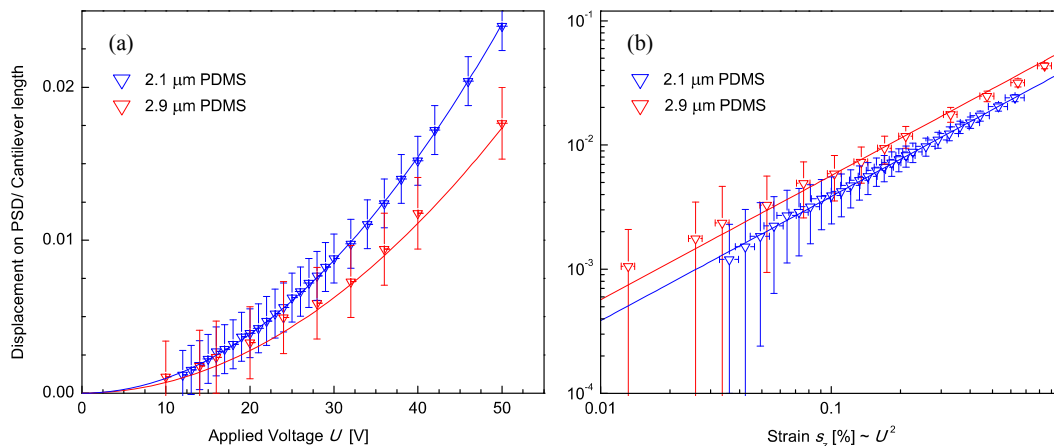 (a)
2.1 µm PDMS
2.9 µm PDMS
Displacement on PSD/ Cantilever length
0.02
0.01
0.00
0 10 20 30 40 50
Applied Voltage U [V]
(b)
2.1 µm PDMS
2.9 µm PDMS
10⁻¹
10⁻²
10⁻³
10⁻⁴
0.01 0.1
Strain s_z [%] ~ U²